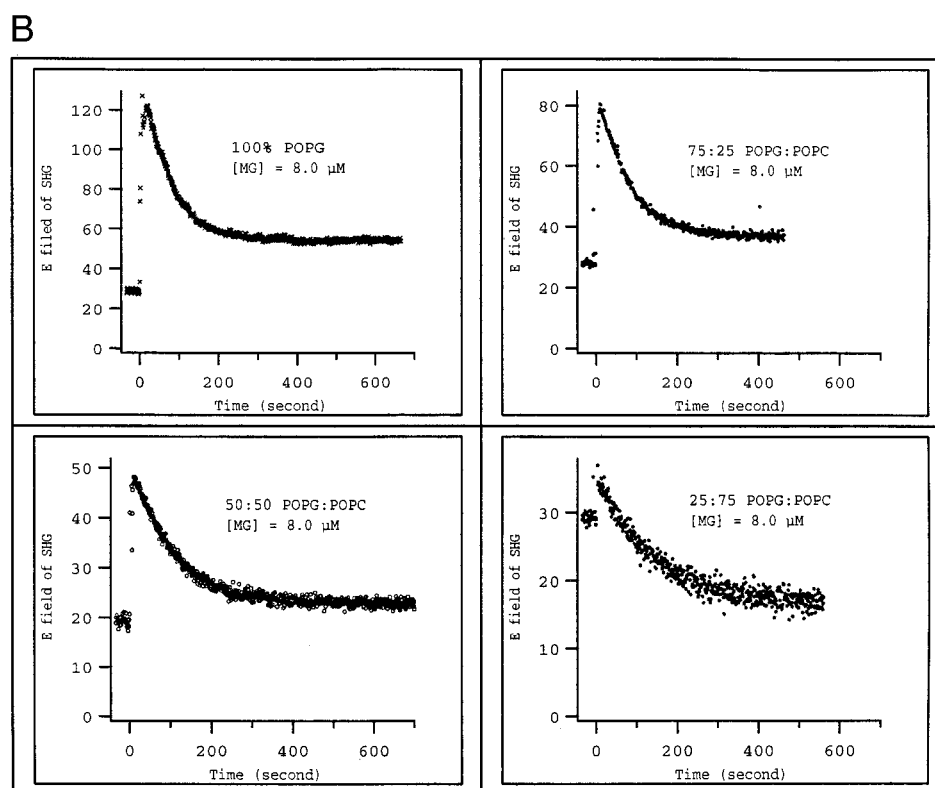 B
E filed of SHG
120
100
80
60
40
20
0
100% POPG
[MG] = 8.0 µM
0 200 400 600
Time (second)
E field of SHG
80
60
40
20
0
75:25 POPG:POPC
[MG] = 8.0 µM
0 200 400 600
Time (second)
E field of SHG
50
40
30
20
10
0
50:50 POPG:POPC
[MG] = 8.0 µM
0 200 400 600
Time (second)
E field of SHG
30
20
10
0
25:75 POPG:POPC
[MG] = 8.0 µM
0 200 400 600
Time (second)